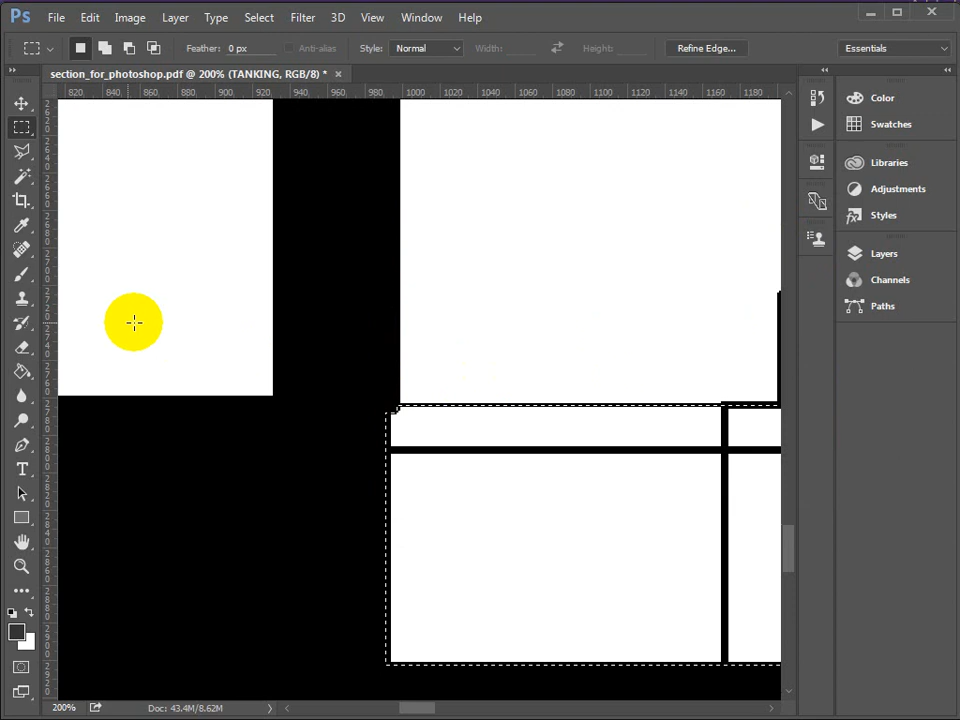 Ps File Edit Image Layer Type Select Filter 3D View Window Help
Feather: 0 px Anti-alias Style: Normal Width: Height: Refine Edge... Essentials
section_for_photoshop.pdf @ 200% (TANKING, RGB/8) * ×
820 840 860 880 900 920 940 960 980 1000 1020 1040 1060 1080 1100 1120 1140 1160 1180
Color
Swatches
Libraries
Adjustments
Styles
Layers
Channels
Paths
200% Doc: 43.4M/8.62M